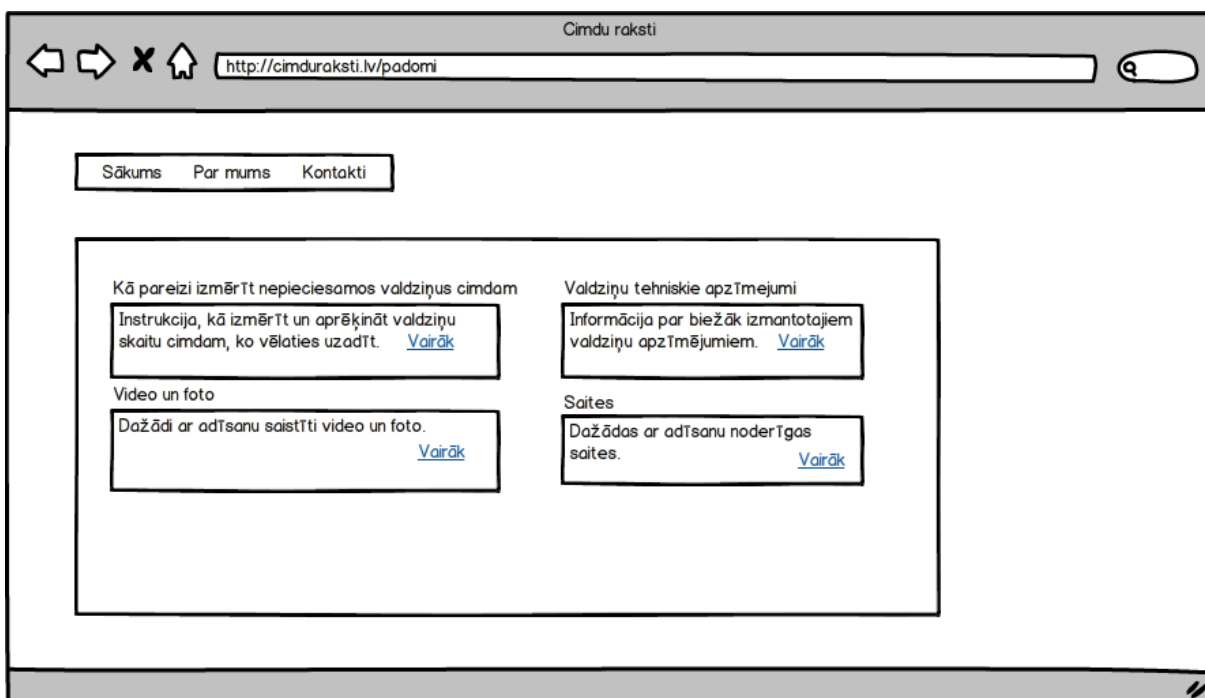 Cimdu raksti
http://cimduraksti.lv/padomi
Sākums Par mums Kontakti
Kā pareizi izmērīt nepieciesamos valdziņus cimdam
Instrukcija, kā izmērīt un aprēķināt valdziņu
skaitu cimdam, ko vēlaties uzadīt. Vairāk
Valdziņu tehniskie apzīmejumi
Informācija par biežāk izmantotajiem
valdziņu apzīmējumiem. Vairāk
Video un foto
Dažādi ar adīsanu saistīti video un foto.
Vairāk
Saites
Dažādas ar adīsanu noderīgas
saites. Vairāk